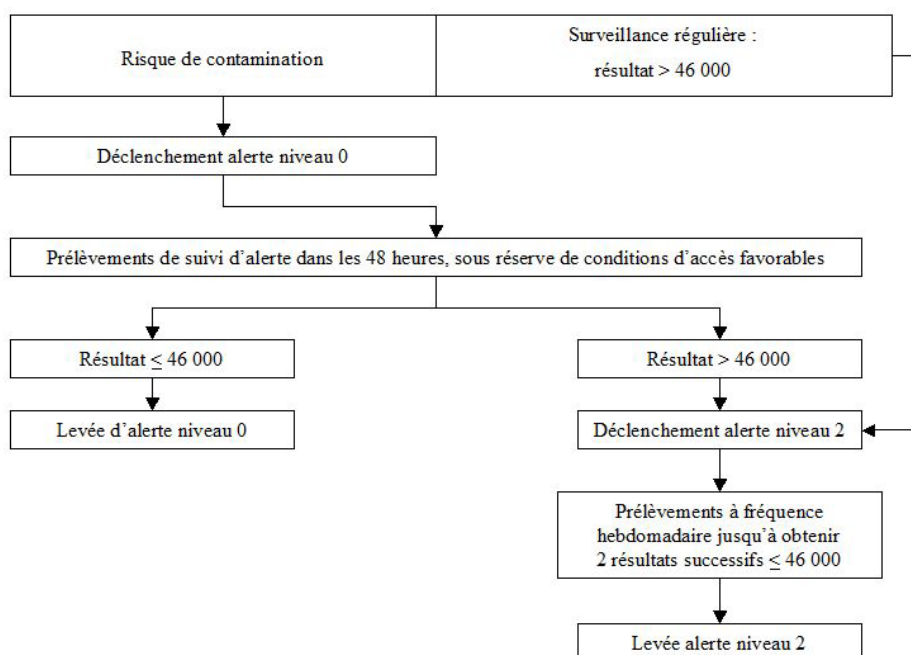 Risque de contamination
Surveillance régulière :
résultat > 46 000
Déclenchement alerte niveau 0
Prélèvements de suivi d'alerte dans les 48 heures, sous réserve de conditions d'accès favorables
Résultat ≤ 46 000
Résultat > 46 000
Levée d'alerte niveau 0
Déclenchement alerte niveau 2
Prélèvements à fréquence
hebdomadaire jusqu'à obtenir
2 résultats successifs ≤ 46 000
Levée alerte niveau 2